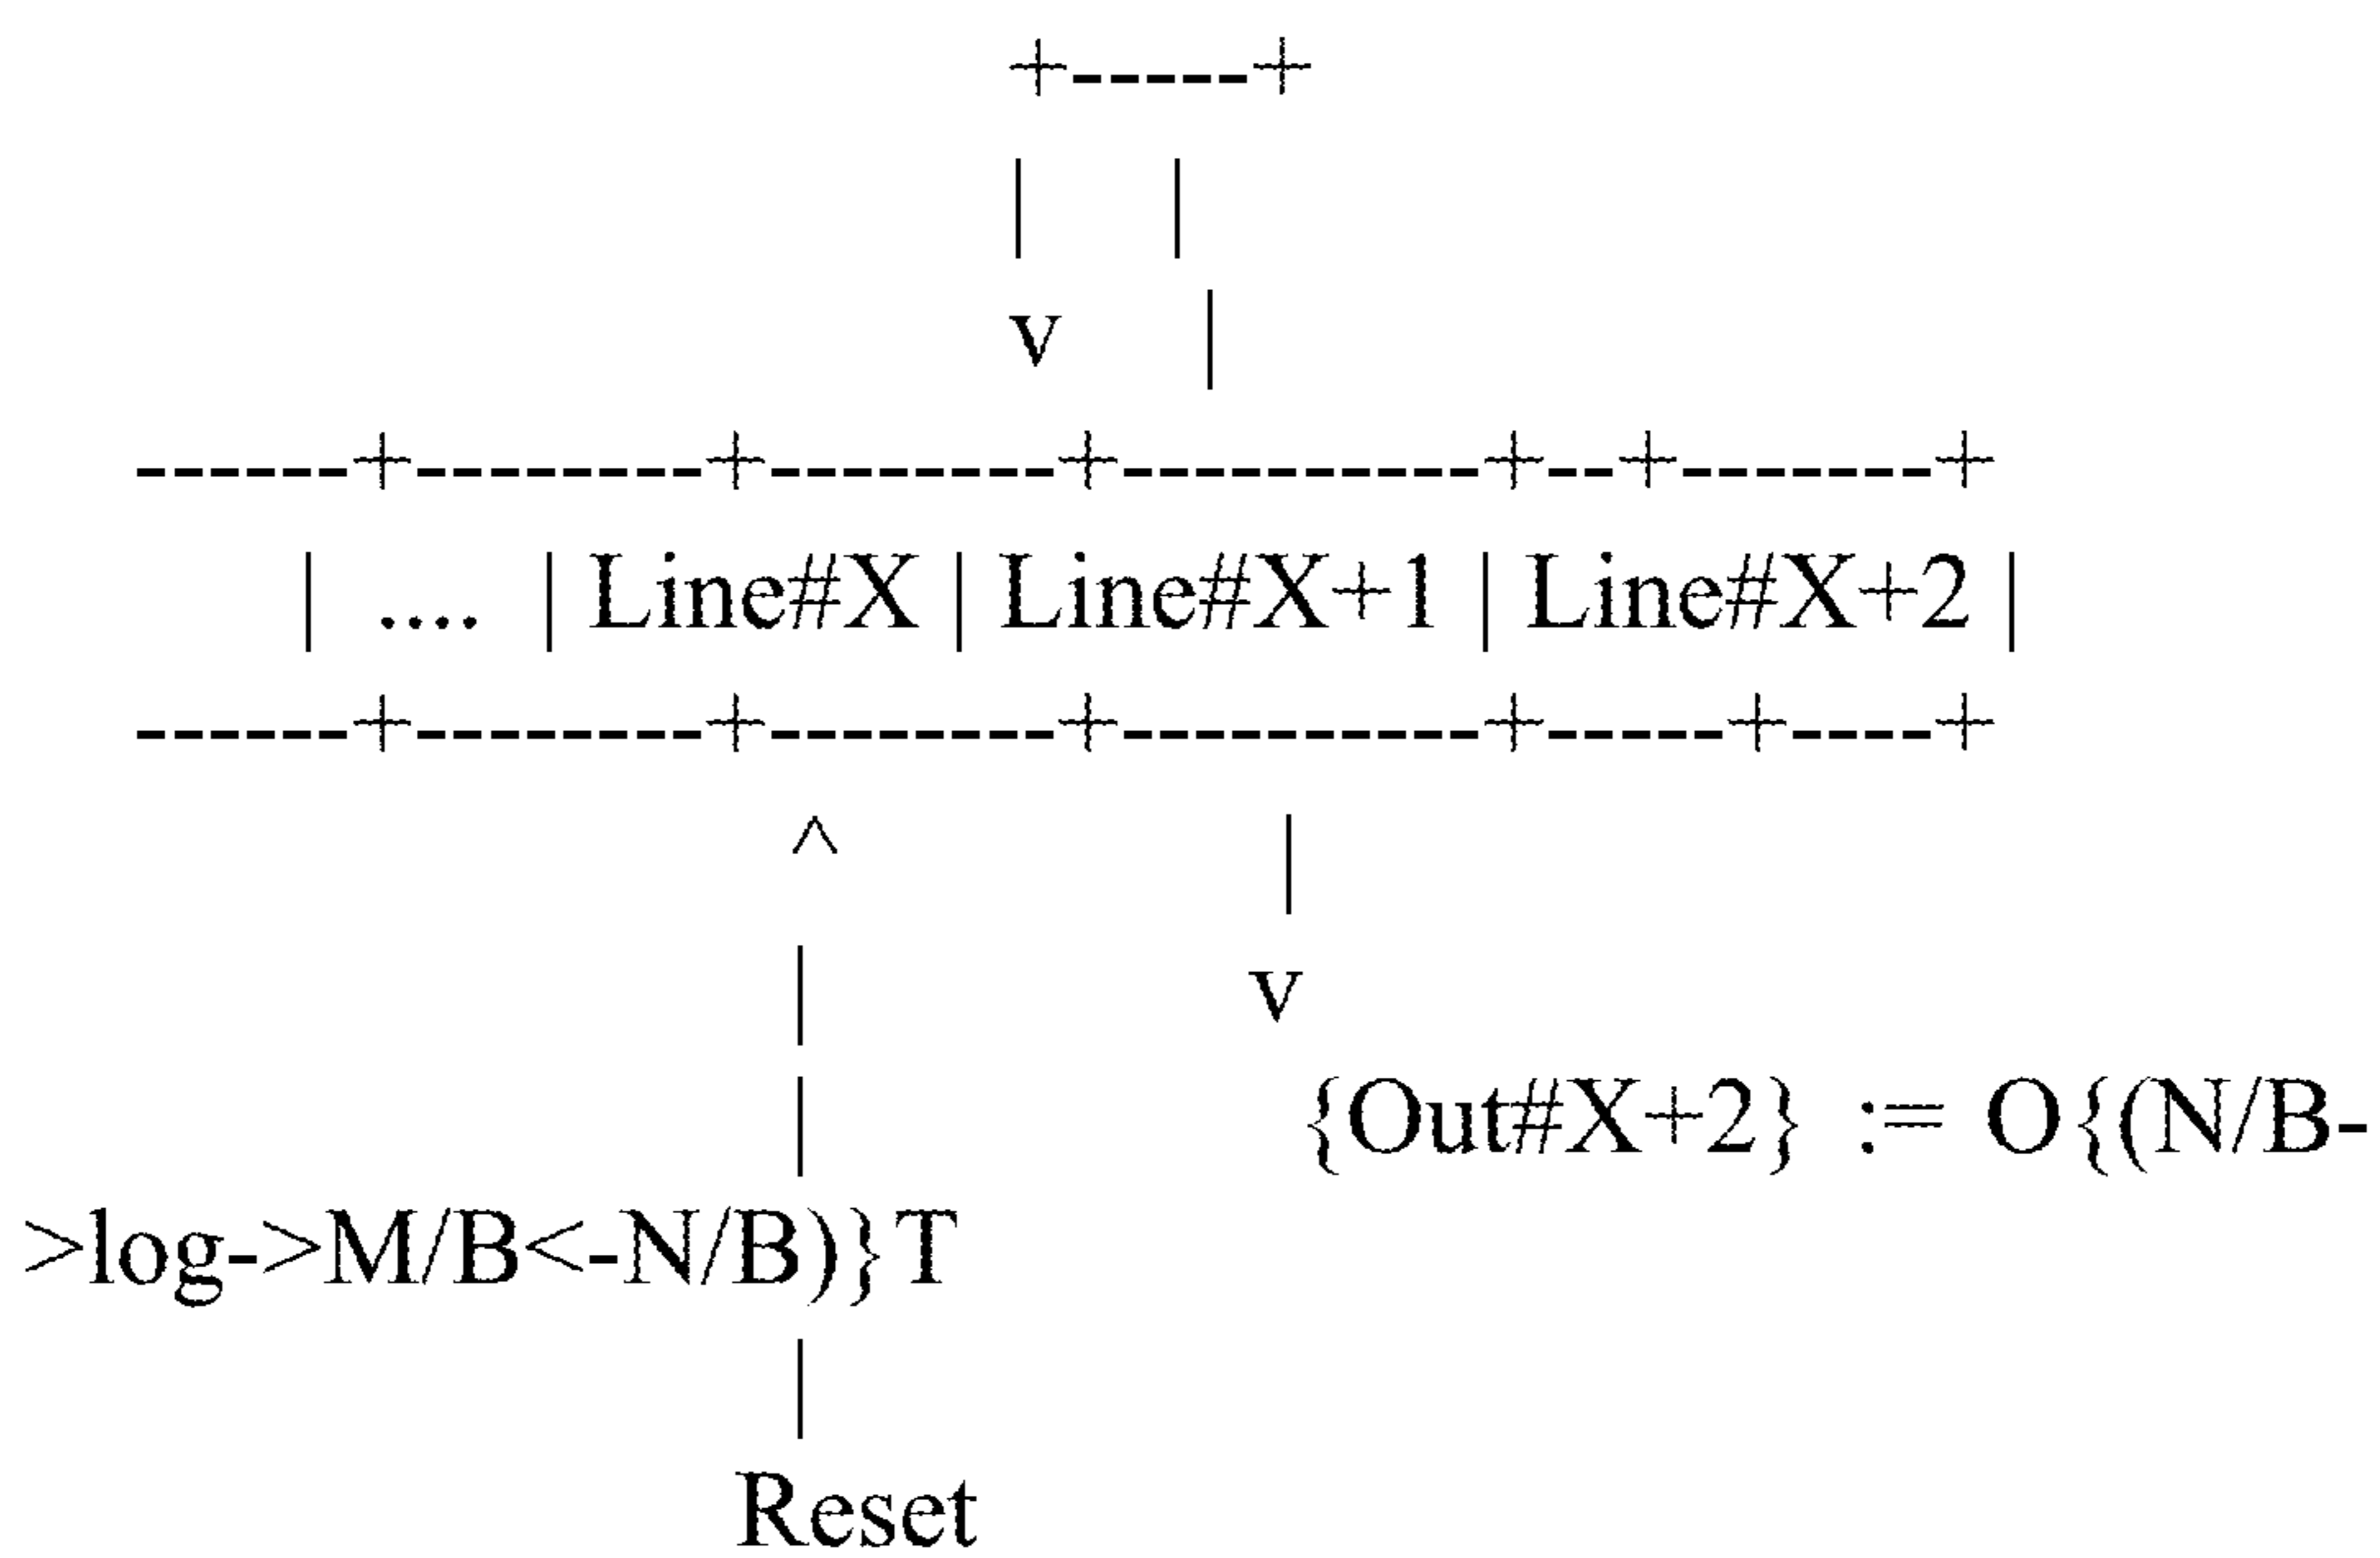 +-----+
|     |
v     |
------+--------+--------+----------+--+-------+
| .... | Line#X | Line#X+1 | Line#X+2 |
------+--------+--------+----------+-----+----+
^     |
|     v
| {Out#X+2} := O{(N/B-
>log->M/B<-N/B)}T
|
Reset